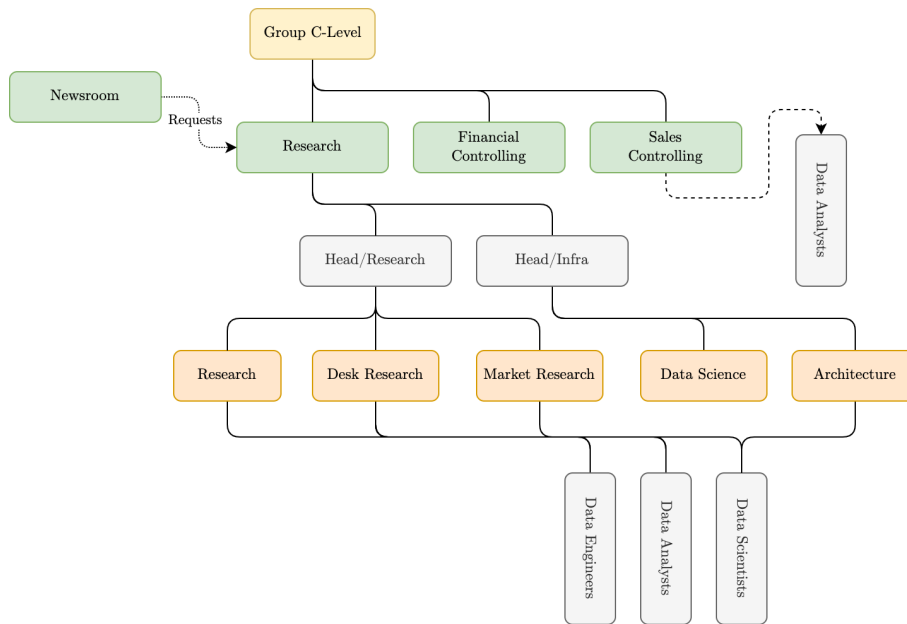 Group C-Level
Newsroom
Requests
Research
Financial
Controlling
Sales
Controlling
Data Analysts
Head/Research
Head/Infra
Research
Desk Research
Market Research
Data Science
Architecture
Data Engineers
Data Analysts
Data Scientists